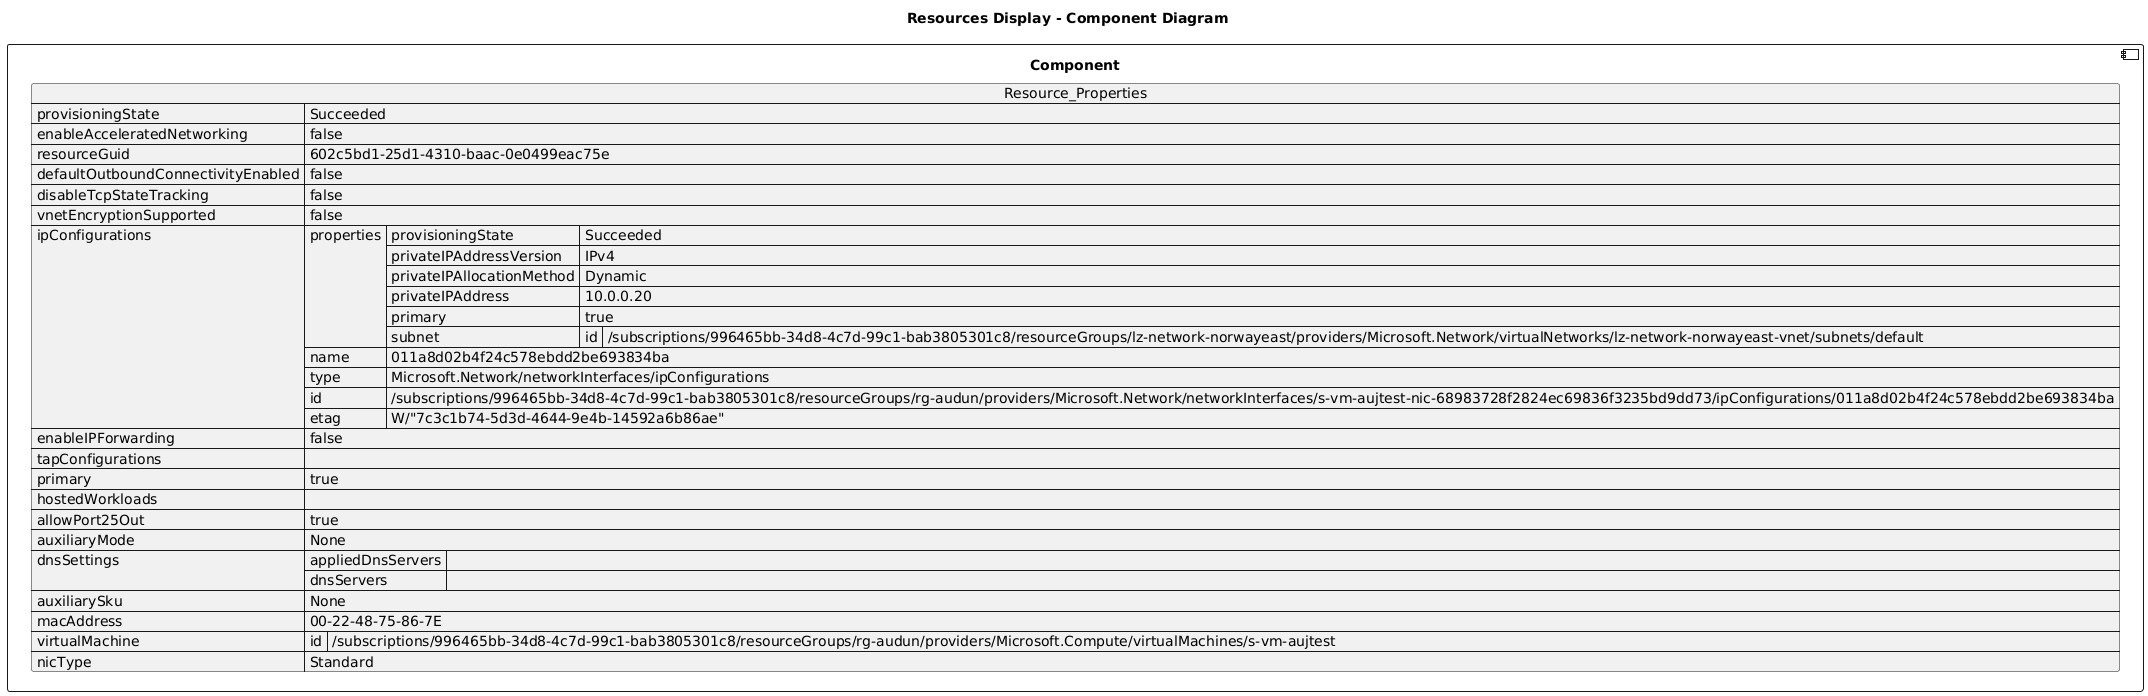 Resources Display - Component Diagram
Component
Resource_Properties
provisioningState Succeeded
enableAcceleratedNetworking false
resourceGuid 602c5bd1-25d1-4310-baac-0e0499eac75e
defaultOutboundConnectivityEnabled false
disableTcpStateTracking false
vnetEncryptionSupported false
ipConfigurations properties provisioningState Succeeded
privateIPAddressVersion IPv4
privateIPAllocationMethod Dynamic
privateIPAddress 10.0.0.20
primary true
subnet id /subscriptions/996465bb-34d8-4c7d-99c1-bab3805301c8/resourceGroups/lz-network-norwayeast/providers/Microsoft.Network/virtualNetworks/lz-network-norwayeast-vnet/subnets/default
name 011a8d02b4f24c578ebdd2be693834ba
type Microsoft.Network/networkInterfaces/ipConfigurations
id /subscriptions/996465bb-34d8-4c7d-99c1-bab3805301c8/resourceGroups/rg-audun/providers/Microsoft.Network/networkInterfaces/s-vm-aujtest-nic-68983728f2824ec69836f3235bd9dd73/ipConfigurations/011a8d02b4f24c578ebdd2be693834ba
etag W/"7c3c1b74-5d3d-4644-9e4b-14592a6b86ae"
enableIPForwarding false
tapConfigurations
primary true
hostedWorkloads
allowPort25Out true
auxiliaryMode None
dnsSettings appliedDnsServers
dnsServers
auxiliarySku None
macAddress 00-22-48-75-86-7E
virtualMachine id /subscriptions/996465bb-34d8-4c7d-99c1-bab3805301c8/resourceGroups/rg-audun/providers/Microsoft.Compute/virtualMachines/s-vm-aujtest
nicType Standard